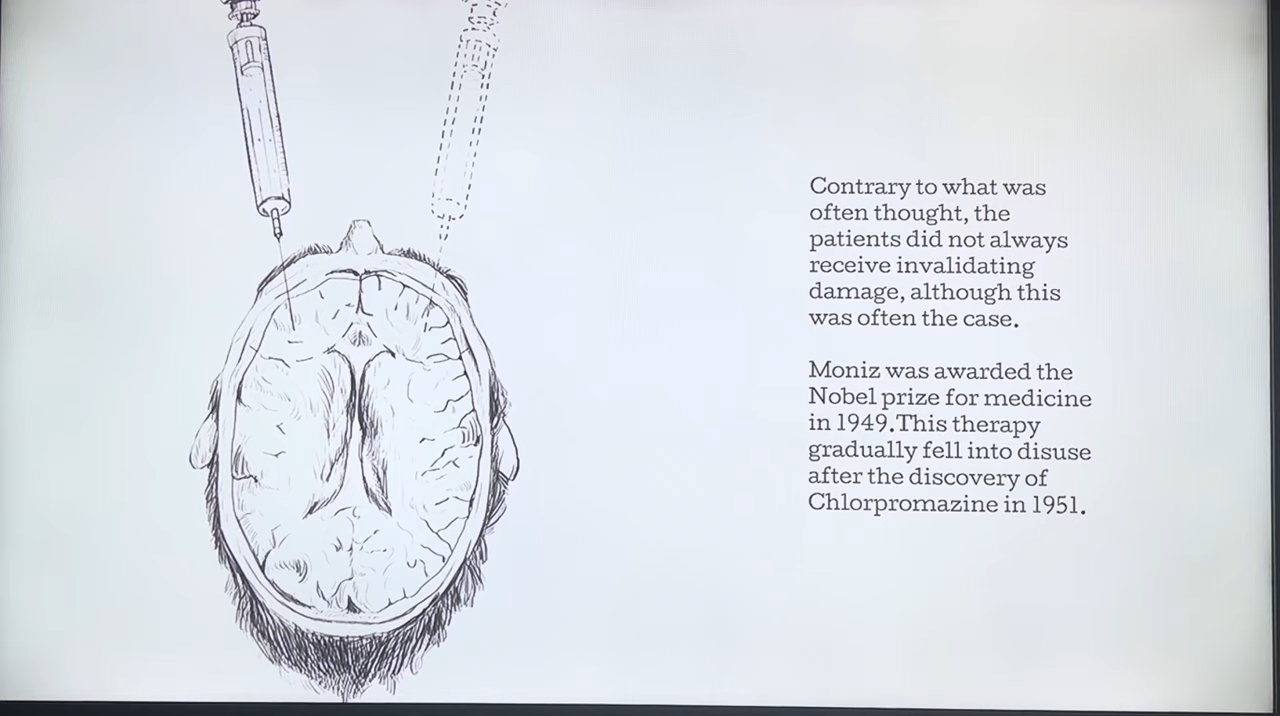 Contrary to what was
often thought, the
patients did not always
receive invalidating
damage, although this
was often the case.
Moniz was awarded the
Nobel prize for medicine
in 1949.This therapy
gradually fell into disuse
after the discovery of
Chlorpromazine in 1951.